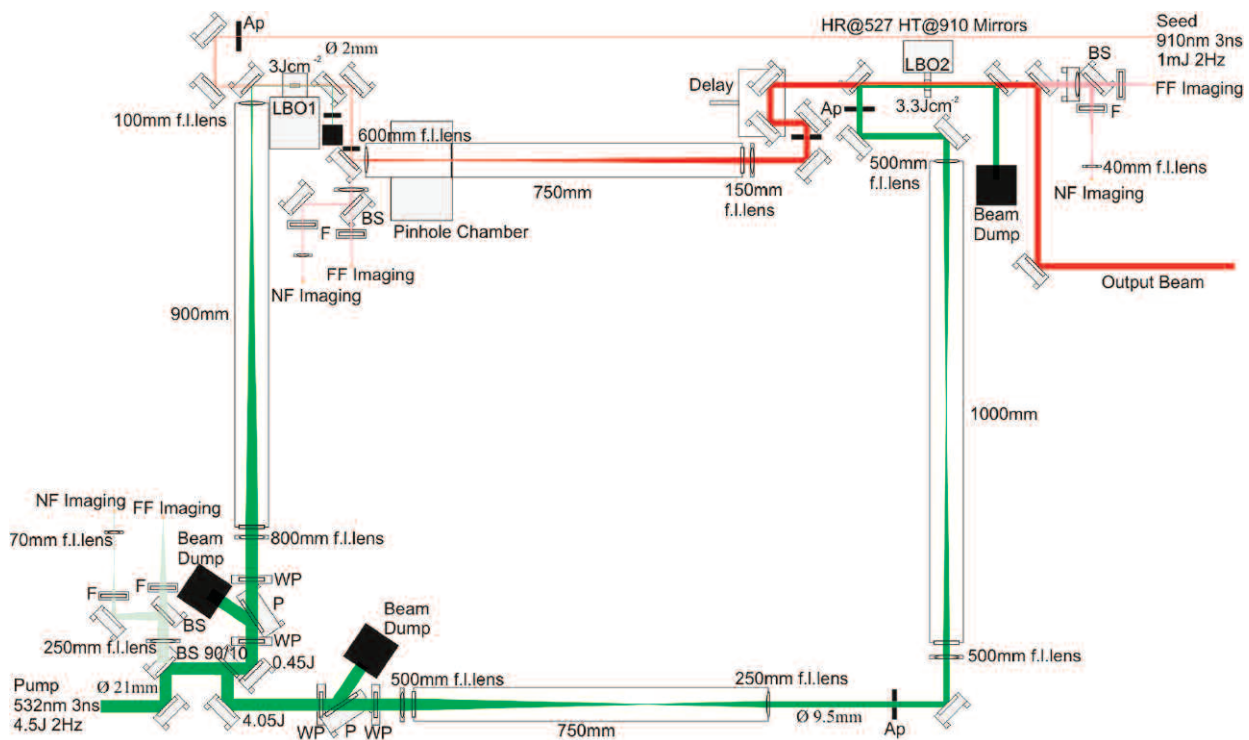 Ap
HR@527 HT@910 Mirrors
Seed
910nm 3ns
1mJ 2Hz
Ø 2mm
3Jcm-2
LBO1
LBO2
BS
Delay
FF Imaging
Ap
3.3Jcm-2
F
100mm f.l.lens
600mm f.l.lens
500mm
f.l.lens
40mm f.l.lens
750mm
150mm
f.l.lens
NF Imaging
BS
F
Pinhole Chamber
Beam
Dump
FF Imaging
NF Imaging
Output Beam
900mm
1000mm
NF Imaging
FF Imaging
70mm f.l.lens
Beam
Dump
800mm f.l.lens
F
F
WP
P
BS
WP
Beam
Dump
250mm f.l.lens
BS 90/10
0.45J
500mm f.l.lens
Pump
532nm 3ns
4.5J 2Hz
Ø 21mm
4.05J
500mm f.l.lens
250mm f.l.lens
WP
P
WP
750mm
Ø 9.5mm
Ap